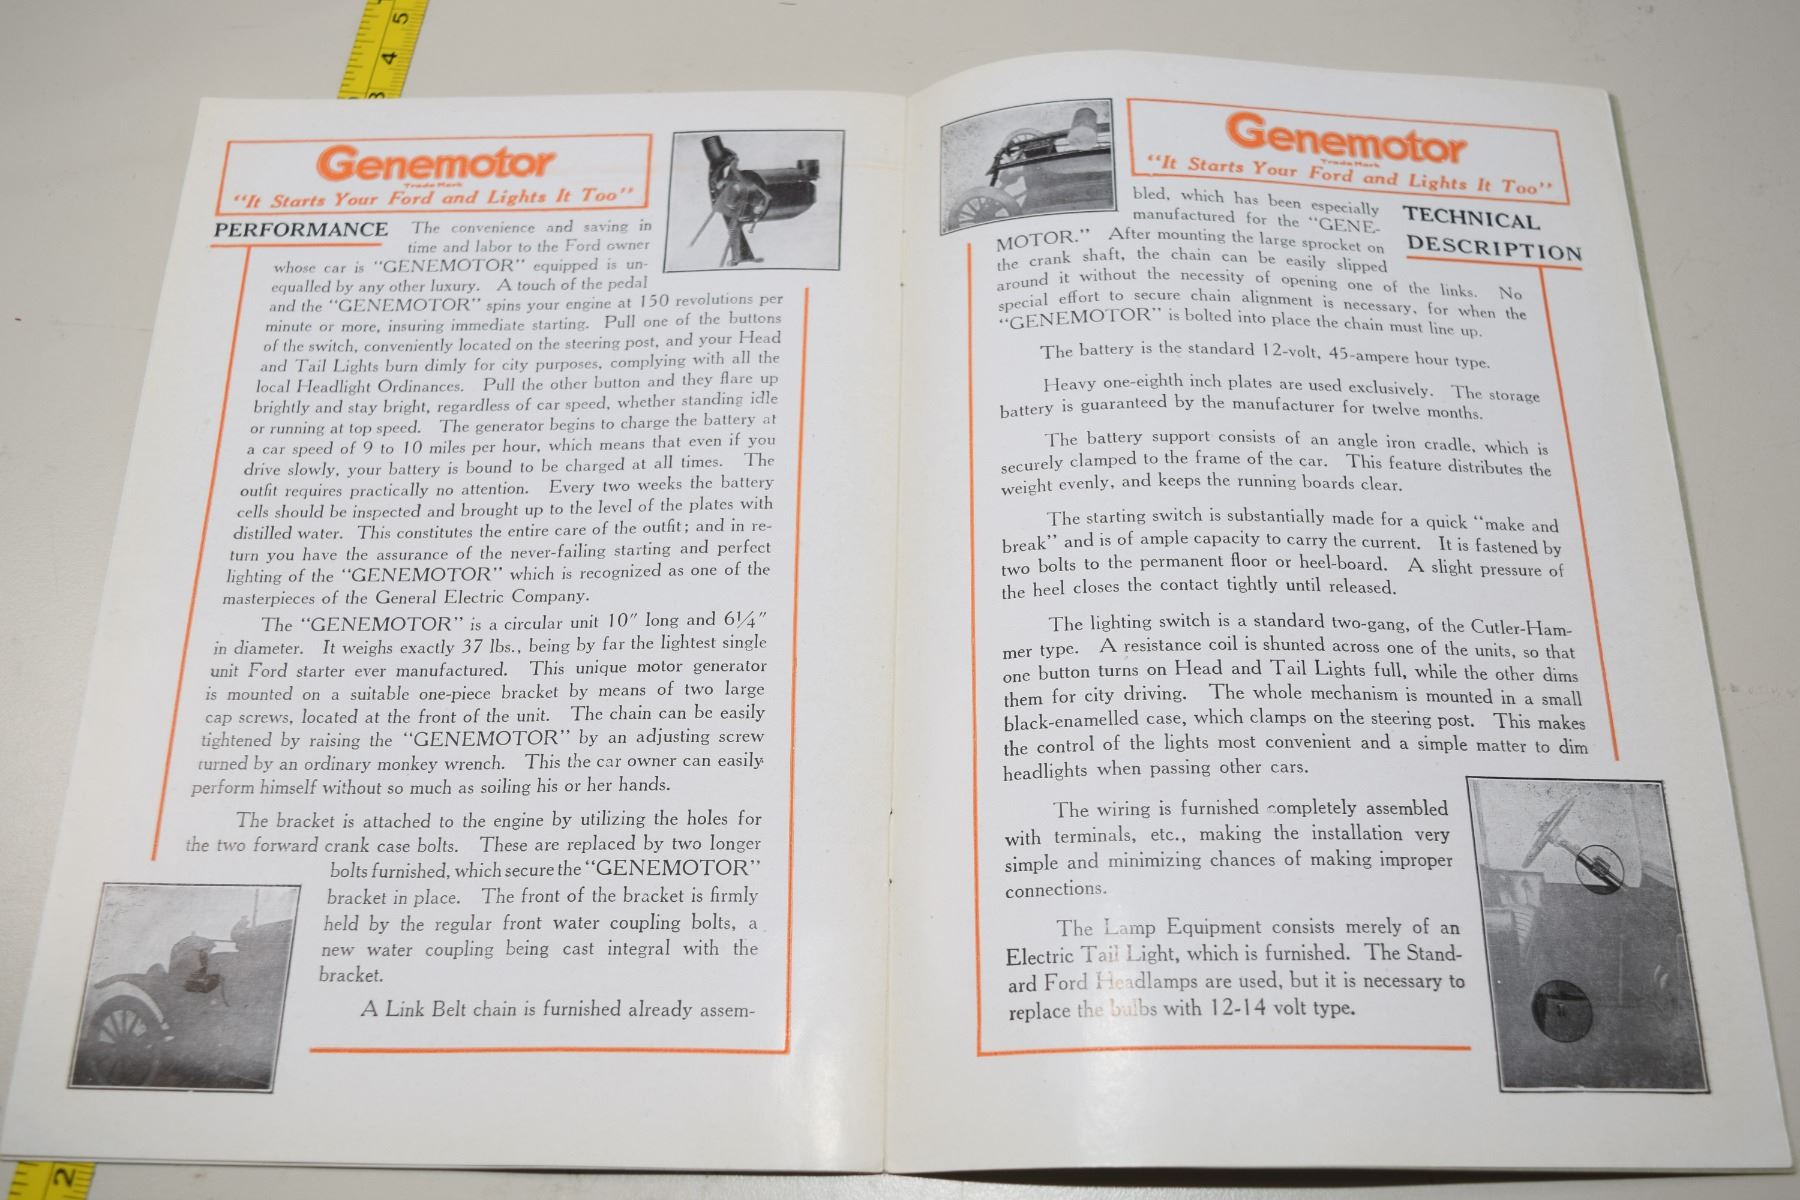 5
4
3
Genemotor
Trade Mark
"It Starts Your Ford and Lights It Too"
PERFORMANCE
The convenience and saving in
time and labor to the Ford owner
whose car is "GENEMOTOR" equipped is un-
equalled by any other luxury. A touch of the pedal
and the "GENEMOTOR" spins your engine at 150 revolutions per
minute or more, insuring immediate starting. Pull one of the buttons
of the switch, conveniently located on the steering post, and your Head
and Tail Lights burn dimly for city purposes, complying with all the
local Headlight Ordinances. Pull the other button and they flare up
brightly and stay bright, regardless of car speed, whether standing idle
or running at top speed. The generator begins to charge the battery at
a car speed of 9 to 10 miles per hour, which means that even if you
drive slowly, your battery is bound to be charged at all times. The
outfit requires practically no attention. Every two weeks the battery
cells should be inspected and brought up to the level of the plates with
distilled water. This constitutes the entire care of the outfit; and in re-
turn you have the assurance of the never-failing starting and perfect
lighting of the "GENEMOTOR" which is recognized as one of the
masterpieces of the General Electric Company.
The "GENEMOTOR" is a circular unit 10" long and 6¼"
in diameter. It weighs exactly 37 lbs., being by far the lightest single
unit Ford starter ever manufactured. This unique motor generator
is mounted on a suitable one-piece bracket by means of two large
cap screws, located at the front of the unit. The chain can be easily
tightened by raising the "GENEMOTOR" by an adjusting screw
turned by an ordinary monkey wrench. This the car owner can easily
perform himself without so much as soiling his or her hands.
The bracket is attached to the engine by utilizing the holes for
the two forward crank case bolts. These are replaced by two longer
bolts furnished, which secure the "GENEMOTOR"
bracket in place. The front of the bracket is firmly
held by the regular front water coupling bolts, a
new water coupling being cast integral with the
bracket.
A Link Belt chain is furnished already assem-
2
Genemotor
Trade Mark
"It Starts Your Ford and Lights It Too"
TECHNICAL
DESCRIPTION
bled, which has been especially
manufactured for the "GENE-
MOTOR." After mounting the large sprocket on
the crank shaft, the chain can be easily slipped
around it without the necessity of opening one of the links. No
special effort to secure chain alignment is necessary, for when the
"GENEMOTOR" is bolted into place the chain must line up.
The battery is the standard 12-volt, 45-ampere hour type.
Heavy one-eighth inch plates are used exclusively. The storage
battery is guaranteed by the manufacturer for twelve months.
The battery support consists of an angle iron cradle, which is
securely clamped to the frame of the car. This feature distributes the
weight evenly, and keeps the running boards clear.
The starting switch is substantially made for a quick "make and
break" and is of ample capacity to carry the current. It is fastened by
two bolts to the permanent floor or heel-board. A slight pressure of
the heel closes the contact tightly until released.
The lighting switch is a standard two-gang, of the Cutler-Ham-
mer type. A resistance coil is shunted across one of the units, so that
one button turns on Head and Tail Lights full, while the other dims
them for city driving. The whole mechanism is mounted in a small
black-enamelled case, which clamps on the steering post. This makes
the control of the lights most convenient and a simple matter to dim
headlights when passing other cars.
The wiring is furnished completely assembled
with terminals, etc., making the installation very
simple and minimizing chances of making improper
connections.
The Lamp Equipment consists merely of an
Electric Tail Light, which is furnished. The Stand-
ard Ford Headlamps are used, but it is necessary to
replace the bulbs with 12-14 volt type.